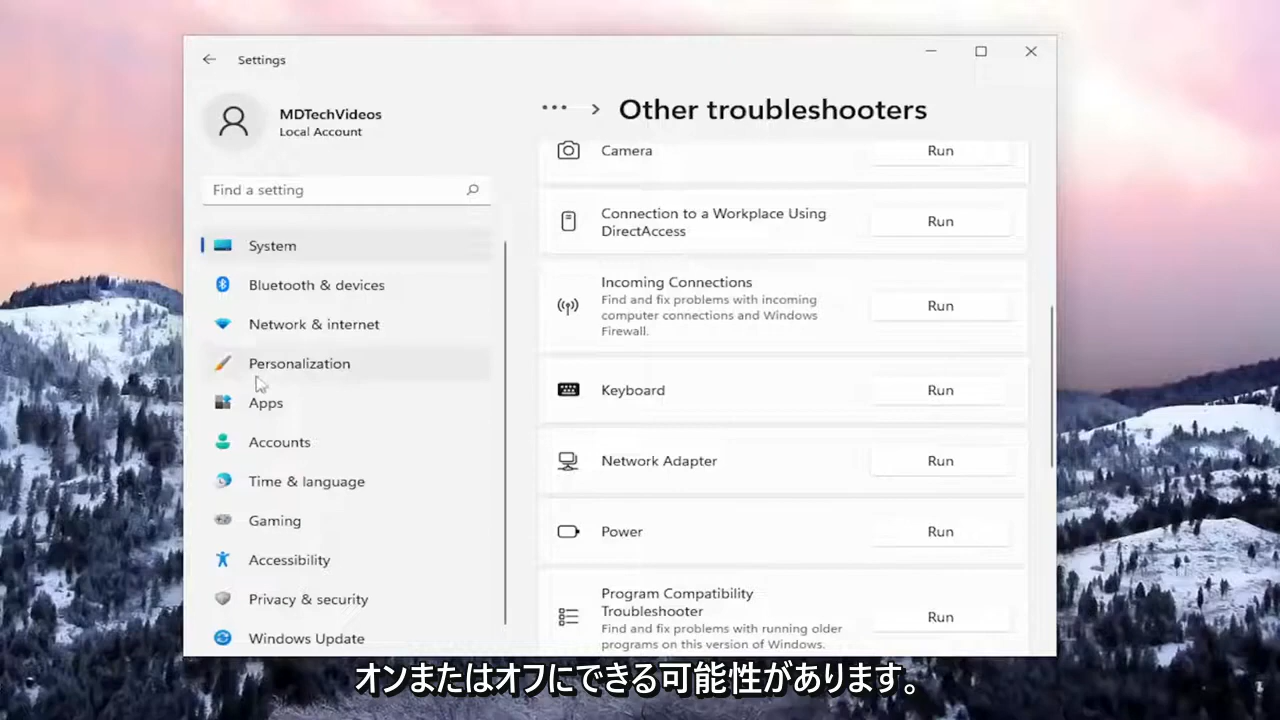 Settings
MDTechVideos
Local Account
Find a setting
System
Bluetooth & devices
Network & internet
Personalization
Apps
Accounts
Time & language
Gaming
Accessibility
Privacy & security
Windows Update
Other troubleshooters
Camera
Run
Connection to a Workplace Using
DirectAccess
Run
Incoming Connections
Find and fix problems with incoming
computer connections and Windows
Firewall.
Run
Keyboard
Run
Network Adapter
Run
Power
Run
Program Compatibility
Troubleshooter
Find and fix problems with running older
programs on this version of Windows.
Run
オンまたはオフにできる可能性があります。